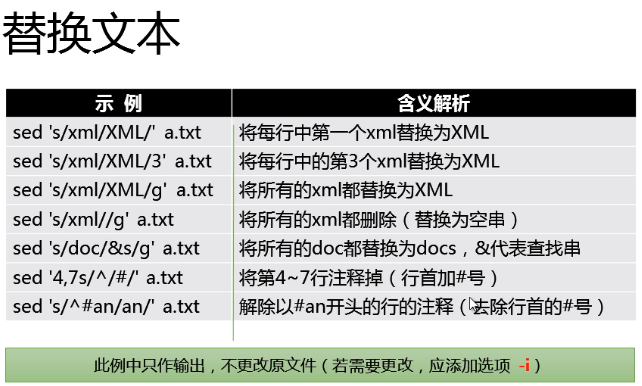 替换文本
示 例 含义解析
sed 's/xml/XML/' a.txt 将每行中第一个xml替换为XML
sed 's/xml/XML/3' a.txt 将每行中的第3个xml替换为XML
sed 's/xml/XML/g' a.txt 将所有的xml都替换为XML
sed 's/xml//g' a.txt 将所有的xml都删除（替换为空串）
sed 's/doc/&s/g' a.txt 将所有的doc都替换为docs，&代表查找串
sed '4,7s/^/#/' a.txt 将第4~7行注释掉（行首加#号）
sed 's/^#an/an/' a.txt 解除以#an开头的行的注释（去除行首的#号）
此例中只作输出，不更改原文件（若需要更改，应添加选项 -i）